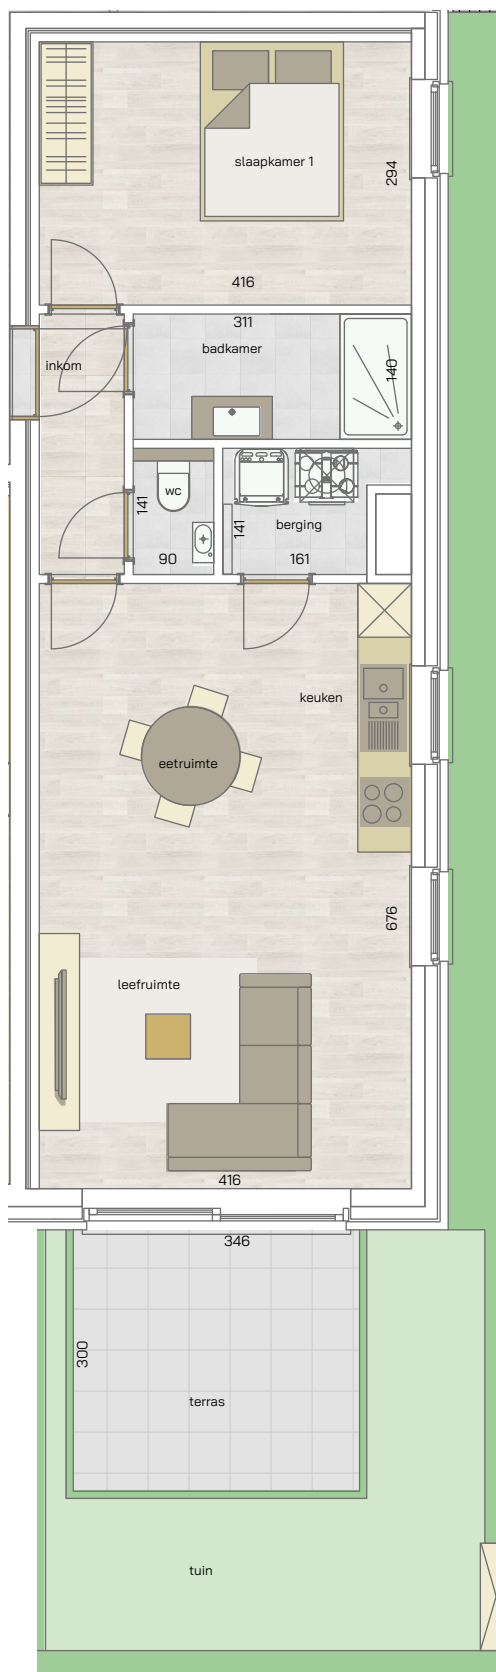 slaapkamer 1
294
416
311
badkamer
inkom
140
wc
141
141
berging
90
161
keuken
eetruimte
676
leefruimte
416
346
300
terras
tuin